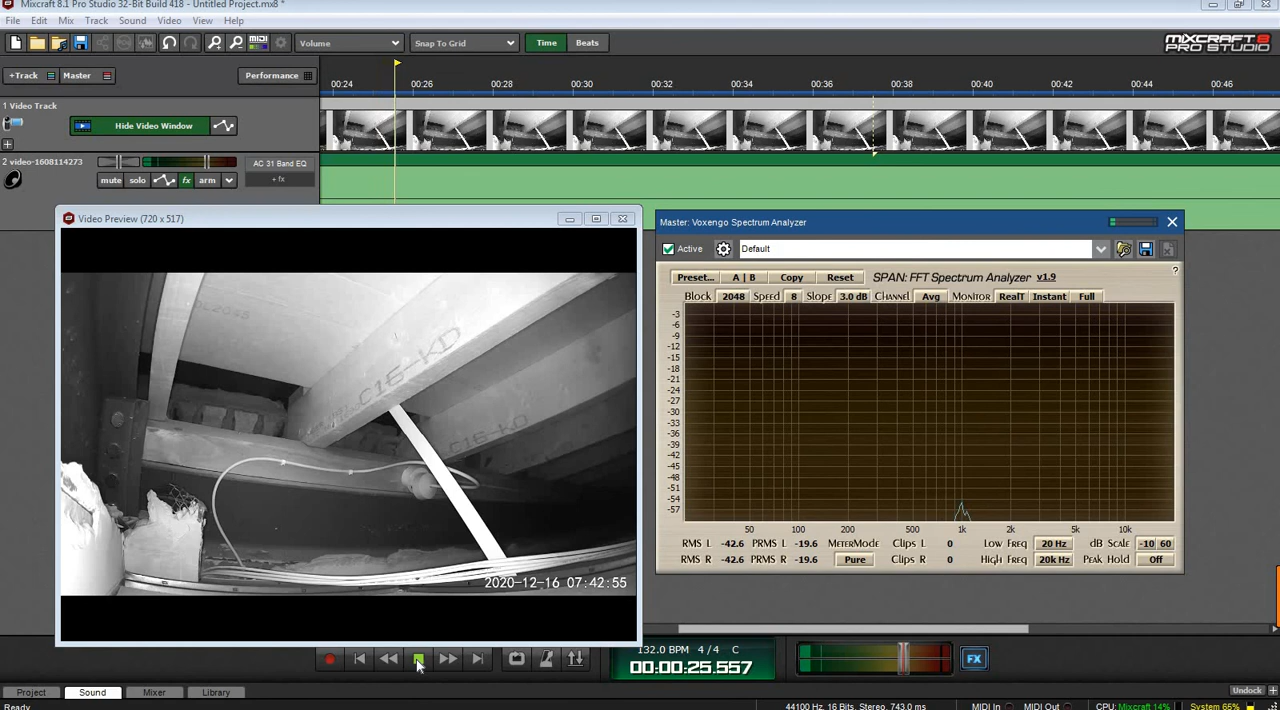 Mixcraft 8.1 Pro Studio 32-Bit Build 418 - Untitled Project.mx8 *
File Edit Mix Track Sound Video View Help
Volume Snap To Grid Time Beats MIXCRAFT 8 PRO STUDIO
+Track Master Performance
00:24 00:26 00:28 00:30 00:32 00:34 00:36 00:38 00:40 00:42 00:44 00:46
1 Video Track
Hide Video Window
2 video-1608114273
AC 31 Band EQ
mute solo fx arm + fx
Video Preview (720 x 517)
C16-KD
C16-KD
2020-12-16 07:42:55
Master: Voxengo Spectrum Analyzer
Active Default
Preset... A | B Copy Reset SPAN: FFT Spectrum Analyzer v1.9 ?
Block 2048 Speed 8 Slope 3.0 dB Channel Avg Monitor RealT Instant Full
-3
-6
-9
-12
-15
-18
-21
-24
-27
-30
-33
-36
-39
-42
-45
-48
-51
-54
-57
50 100 200 500 1k 2k 5k 10k
RMS L -42.6 PRMS L -19.6 MeterMode Clips L 0 Low Freq 20 Hz dB Scale -10 60
RMS R -42.6 PRMS R -19.6 Pure Clips R 0 High Freq 20k Hz Peak Hold Off
132.0 BPM 4 / 4 C
00:00:25.557
FX
Project Sound Mixer Library Undock
Ready 44100 Hz, 16 Bits, Stereo, 743.0 ms. MIDI In MIDI Out CPU: Mixcraft 14% System 65%